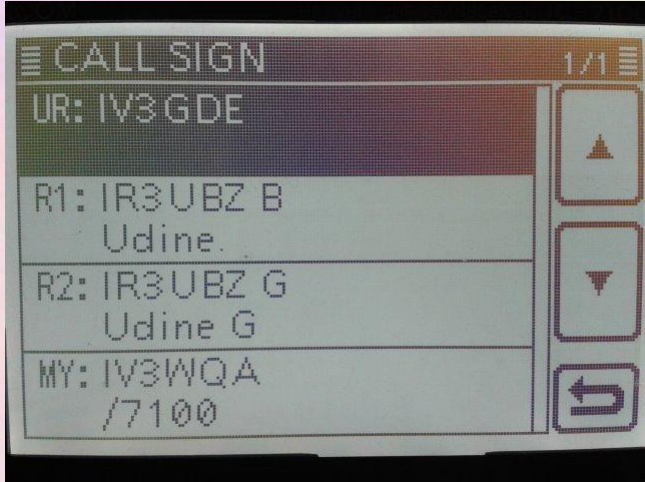 CALL SIGN 1/1
UR: IV3GDE
R1: IR3UBZ B
Udine.
R2: IR3UBZ G
Udine G
MY: IV3WQA
/7100